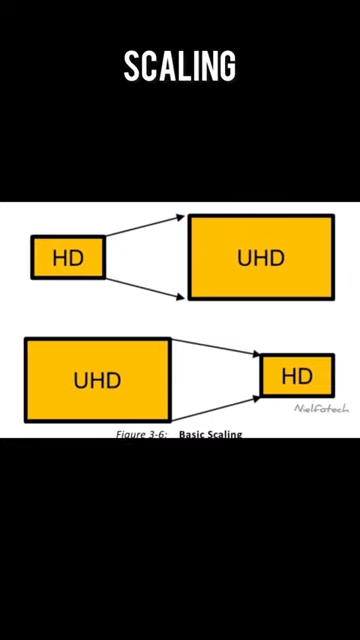 SCALING
HD
UHD
UHD
HD
Nielfotech
Figure 3-6: Basic Scaling